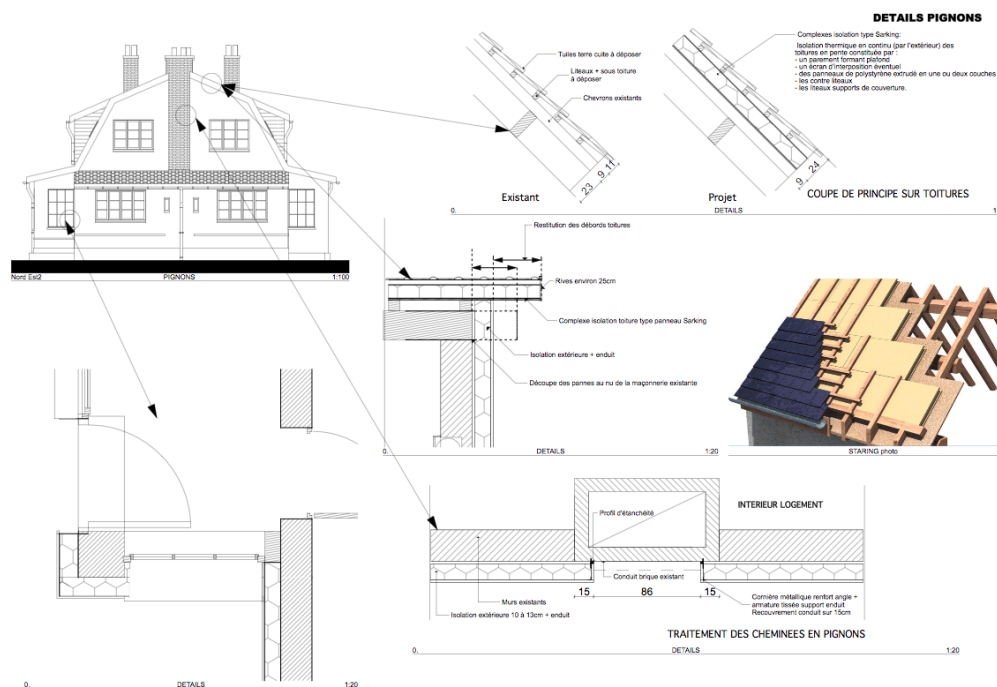 DETAILS PIGNONS
Complexes isolation type Sarking:
Isolation thermique en continu (par l'extérieur) des
toitures en pente constituée par :
- un parement formant plafond
- un écran d'interposition éventuel
- des panneaux de polystyrène extrudé en une ou deux couches
- les contre liteaux
- les liteaux supports de couverture.
Tuiles terre cuite à déposer
Liteaux + sous toiture
à déposer
Chevrons existants
23
9
11
9
24
Existant
Projet
COUPE DE PRINCIPE SUR TOITURES
0.
DETAILS
1
Nord Est2
PIGNONS
1:100
Restitution des débords toitures
Rives environ 25cm
Complexe isolation toiture type panneau Sarking
Isolation extérieure + enduit
Découpe des pannes au nu de la maçonnerie existante
0.
DETAILS
1:20
STARING photo
INTERIEUR LOGEMENT
Profil d'étanchéité
Conduit brique existant
15
86
15
Murs existants
Isolation extérieure 10 à 13cm + enduit
Cornière métallique renfort angle +
armature tissée support enduit
Recouvrement conduit sur 15cm
TRAITEMENT DES CHEMINEES EN PIGNONS
0.
DETAILS
1:20
0.
DETAILS
1:20